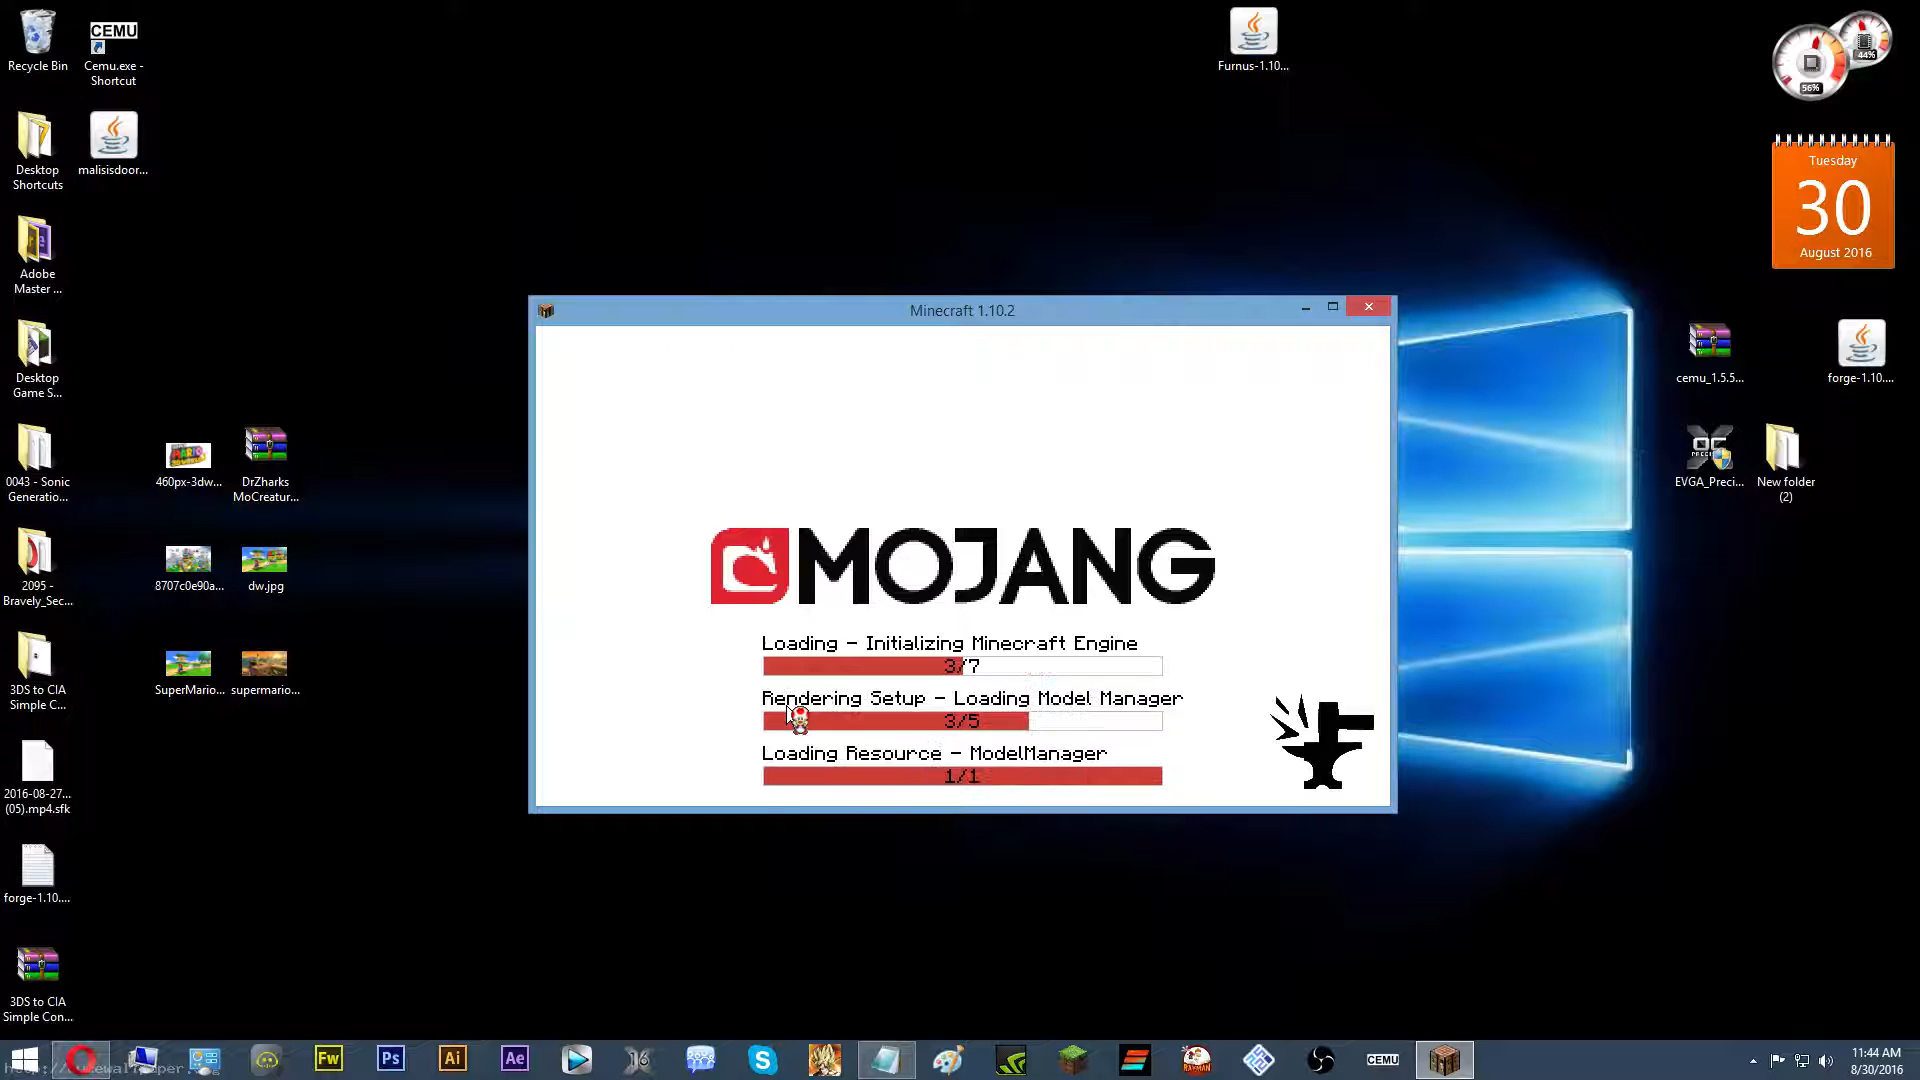 Recycle Bin
CEMU
Cemu.exe -
Shortcut
Furnus-1.10...
44%
56%
Desktop
Shortcuts
malisisdoor...
Tuesday
30
August 2016
Adobe
Master ...
Desktop
Game S...
Minecraft 1.10.2
cemu_1.5.5...
forge-1.10....
0043 - Sonic
Generatio...
460px-3dw...
DrZharks
MoCreatur...
EVGA_Preci...
New folder
(2)
2095 -
Bravely_Sec...
8707c0e90a...
dw.jpg
MOJANG
Loading - Initializing Minecraft Engine
3/7
Rendering Setup - Loading Model Manager
3/5
Loading Resource - ModelManager
1/1
3DS to CIA
Simple C...
SuperMario...
supermario...
2016-08-27...
(05).mp4.sfk
forge-1.10....
3DS to CIA
Simple Con...
Fw
Ps
Ai
Ae
CEMU
11:44 AM
8/30/2016